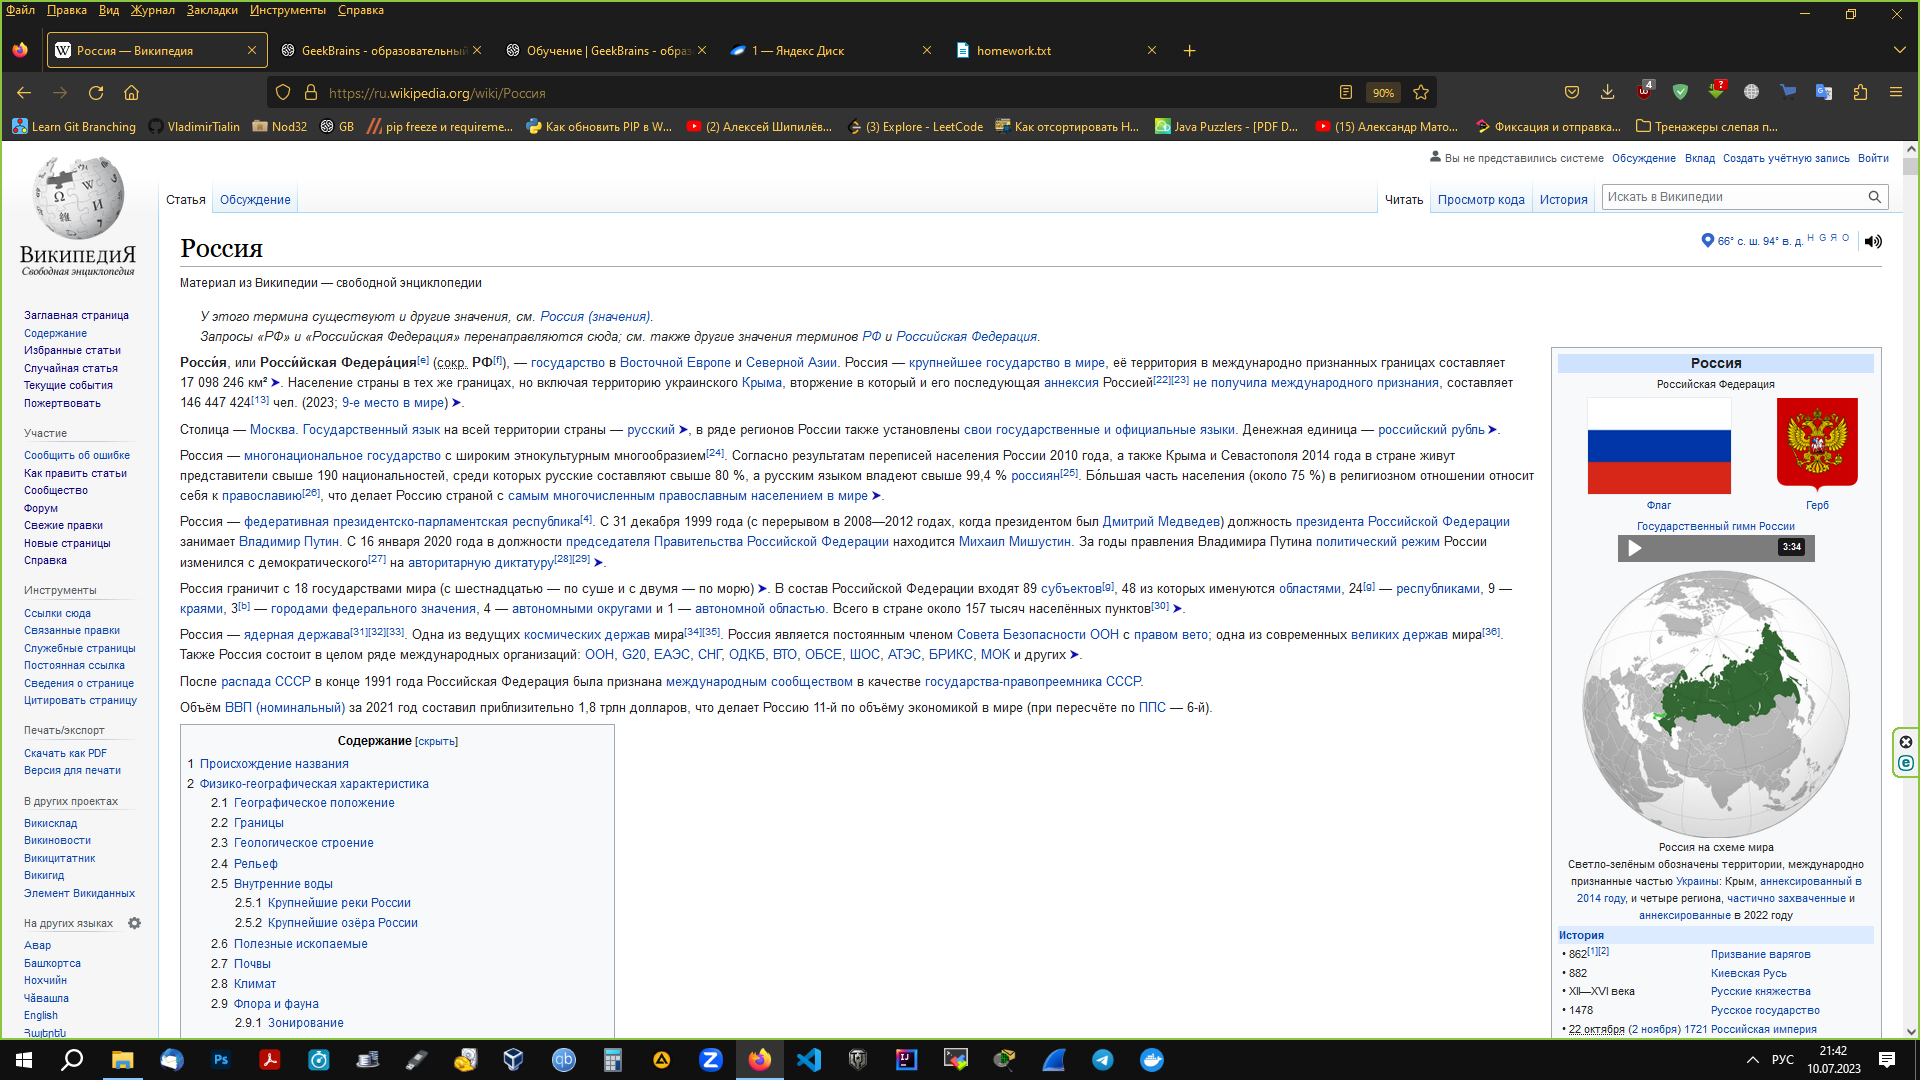 Файл Правка Вид Журнал Закладки Инструменты Справка
Россия — Википедия
GeekBrains - образовательный
Обучение | GeekBrains - обра
1 — Яндекс Диск
homework.txt
https://ru.wikipedia.org/wiki/Россия
90%
4
?
Learn Git Branching
VladimirTialin
Nod32
GB
pip freeze и requireme...
Как обновить PIP в W...
(2) Алексей Шипилёв...
(3) Explore - LeetCode
Как отсортировать H...
Java Puzzlers - [PDF D...
(15) Александр Мато...
Фиксация и отправка...
Тренажеры слепая п...
Вы не представились системе Обсуждение Вклад Создать учётную запись Войти
Статья Обсуждение
Читать Просмотр кода История
Искать в Википедии
ВикипедиЯ
Свободная энциклопедия
Заглавная страница
Содержание
Избранные статьи
Случайная статья
Текущие события
Пожертвовать
Участие
Сообщить об ошибке
Как править статьи
Сообщество
Форум
Свежие правки
Новые страницы
Справка
Инструменты
Ссылки сюда
Связанные правки
Служебные страницы
Постоянная ссылка
Сведения о странице
Цитировать страницу
Печать/экспорт
Скачать как PDF
Версия для печати
В других проектах
Викисклад
Викиновости
Викицитатник
Викигид
Элемент Викиданных
На других языках
Авар
Башҡортса
Нохчийн
Чӑвашла
English
Հայերեն
Россия
66° с. ш. 94° в. д. H G Я O
Материал из Википедии — свободной энциклопедии
У этого термина существуют и другие значения, см. Россия (значения).
Запросы «РФ» и «Российская Федерация» перенаправляются сюда; см. также другие значения терминов РФ и Российская Федерация.
Росси́я, или Росси́йская Федера́ция[e] (сокр. РФ[f]), — государство в Восточной Европе и Северной Азии. Россия — крупнейшее государство в мире, её территория в международно признанных границах составляет
17 098 246 км² ➤. Население страны в тех же границах, но включая территорию украинского Крыма, вторжение в который и его последующая аннексия Россией[22][23] не получила международного признания, составляет
146 447 424[13] чел. (2023; 9-е место в мире) ➤.
Столица — Москва. Государственный язык на всей территории страны — русский ➤, в ряде регионов России также установлены свои государственные и официальные языки. Денежная единица — российский рубль ➤.
Россия — многонациональное государство с широким этнокультурным многообразием[24]. Согласно результатам переписей населения России 2010 года, а также Крыма и Севастополя 2014 года в стране живут
представители свыше 190 национальностей, среди которых русские составляют свыше 80 %, а русским языком владеют свыше 99,4 % россиян[25]. Бо́льшая часть населения (около 75 %) в религиозном отношении относит
себя к православию[26], что делает Россию страной с самым многочисленным православным населением в мире ➤.
Россия — федеративная президентско-парламентская республика[4]. С 31 декабря 1999 года (с перерывом в 2008—2012 годах, когда президентом был Дмитрий Медведев) должность президента Российской Федерации
занимает Владимир Путин. С 16 января 2020 года в должности председателя Правительства Российской Федерации находится Михаил Мишустин. За годы правления Владимира Путина политический режим России
изменился с демократического[27] на авторитарную диктатуру[28][29] ➤.
Россия граничит с 18 государствами мира (с шестнадцатью — по суше и с двумя — по морю) ➤. В состав Российской Федерации входят 89 субъектов[g], 48 из которых именуются областями, 24[g] — республиками, 9 —
краями, 3[b] — городами федерального значения, 4 — автономными округами и 1 — автономной областью. Всего в стране около 157 тысяч населённых пунктов[30] ➤.
Россия — ядерная держава[31][32][33]. Одна из ведущих космических держав мира[34][35]. Россия является постоянным членом Совета Безопасности ООН с правом вето; одна из современных великих держав мира[36].
Также Россия состоит в целом ряде международных организаций: ООН, G20, ЕАЭС, СНГ, ОДКБ, ВТО, ОБСЕ, ШОС, АТЭС, БРИКС, МОК и других ➤.
После распада СССР в конце 1991 года Российская Федерация была признана международным сообществом в качестве государства-правопреемника СССР.
Объём ВВП (номинальный) за 2021 год составил приблизительно 1,8 трлн долларов, что делает Россию 11-й по объёму экономикой в мире (при пересчёте по ППС — 6-й).
Содержание [скрыть]
1 Происхождение названия
2 Физико-географическая характеристика
2.1 Географическое положение
2.2 Границы
2.3 Геологическое строение
2.4 Рельеф
2.5 Внутренние воды
2.5.1 Крупнейшие реки России
2.5.2 Крупнейшие озёра России
2.6 Полезные ископаемые
2.7 Почвы
2.8 Климат
2.9 Флора и фауна
2.9.1 Зонирование
Россия
Российская Федерация
Флаг Герб
Государственный гимн России
3:34
Россия на схеме мира
Светло-зелёным обозначены территории, международно
признанные частью Украины: Крым, аннексированный в
2014 году, и четыре региона, частично захваченные и
аннексированные в 2022 году
История
• 862[1][2] Призвание варягов
• 882 Киевская Русь
• XII—XVI века Русские княжества
• 1478 Русское государство
• 22 октября (2 ноября) 1721 Российская империя
РУС
21:42
10.07.2023